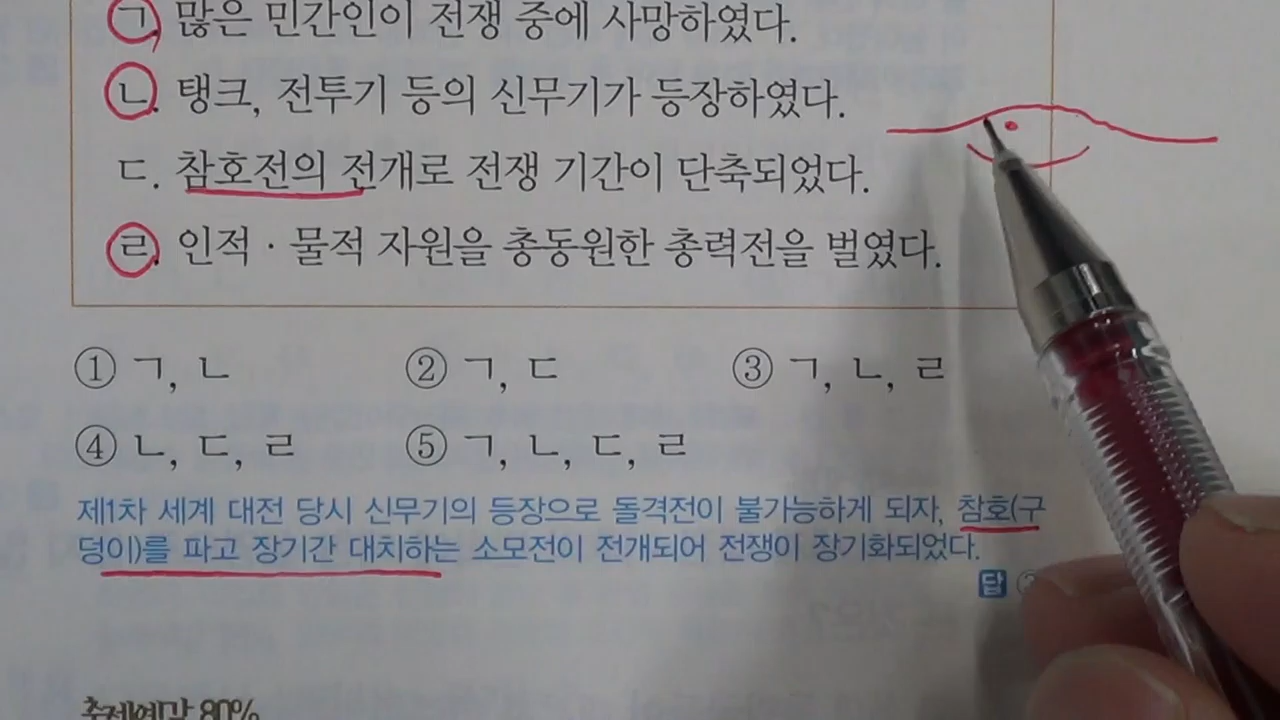 ㄱ. 많은 민간인이 전쟁 중에 사망하였다.
ㄴ. 탱크, 전투기 등의 신무기가 등장하였다.
ㄷ. 참호전의 전개로 전쟁 기간이 단축되었다.
ㄹ. 인적·물적 자원을 총동원한 총력전을 벌였다.
① ㄱ, ㄴ ② ㄱ, ㄷ ③ ㄱ, ㄴ, ㄹ
④ ㄴ, ㄷ, ㄹ ⑤ ㄱ, ㄴ, ㄷ, ㄹ
제1차 세계 대전 당시 신무기의 등장으로 돌격전이 불가능하게 되자, 참호(구
덩이)를 파고 장기간 대치하는 소모전이 전개되어 전쟁이 장기화되었다.
답
80%